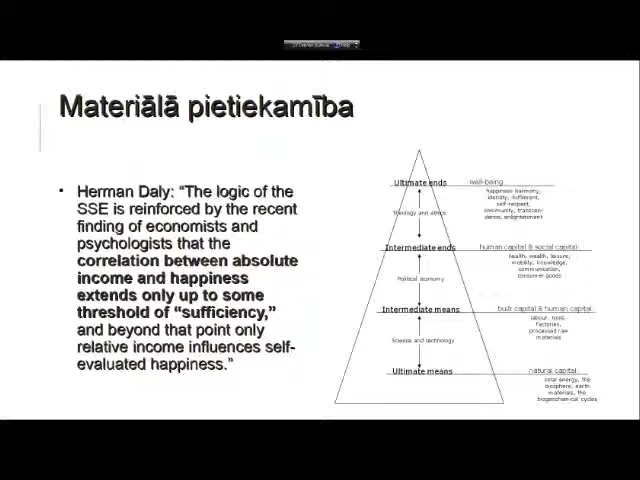 Materiālā pietiekamība
• Herman Daly: “The logic of the
SSE is reinforced by the recent
finding of economists and
psychologists that the
correlation between absolute
income and happiness
extends only up to some
threshold of “sufficiency,”
and beyond that point only
relative income influences self-
evaluated happiness.”
Ultimate ends
well-being
happiness harmony,
identity, fulfillment,
self-respect,
community, transcen-
dence, enlightenment
Theology and ethics
Intermediate ends
human capital & social capital
health, wealth, leisure,
mobility, knowledge,
communication,
consumer goods
Political economy
Intermediate means
built capital & human capital
labour, tools,
factories,
processed raw
materials
Science and technology
Ultimate means
natural capital
solar energy, the
biosphere, earth
materials, the
biogeochemical cycles